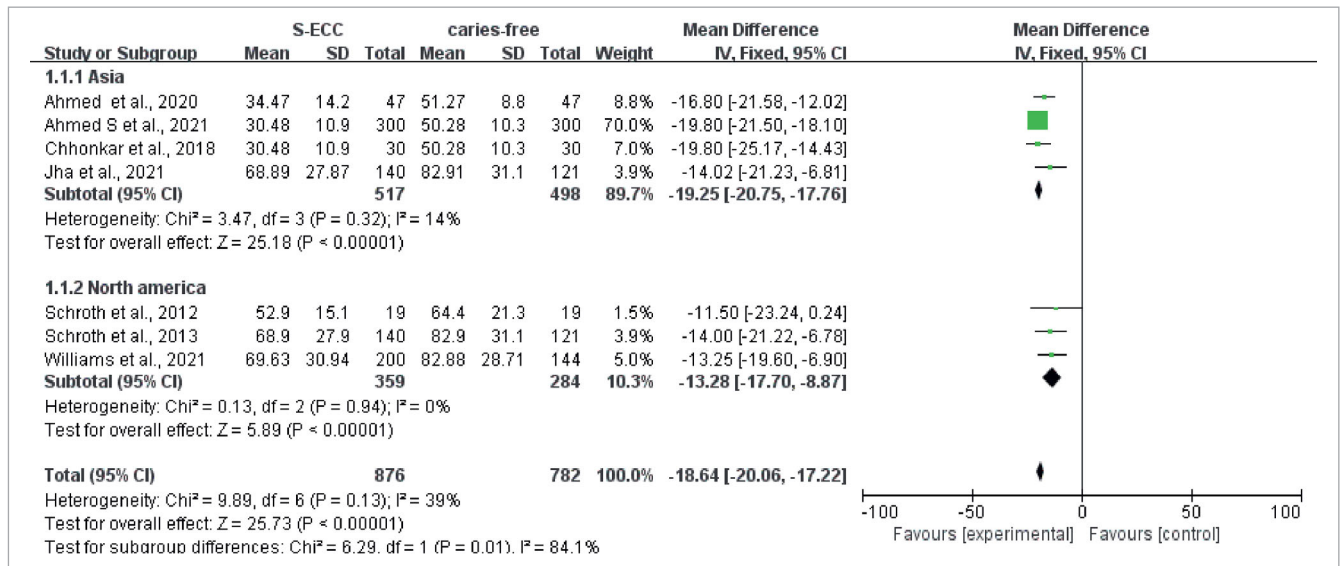 S-ECC caries-free Mean Difference Mean Difference
Study or Subgroup Mean SD Total Mean SD Total Weight IV, Fixed, 95% CI IV, Fixed, 95% CI
1.1.1 Asia
Ahmed et al., 2020 34.47 14.2 47 51.27 8.8 47 8.8% -16.80 [-21.58, -12.02]
Ahmed S et al., 2021 30.48 10.9 300 50.28 10.3 300 70.0% -19.80 [-21.50, -18.10]
Chhonkar et al., 2018 30.48 10.9 30 50.28 10.3 30 7.0% -19.80 [-25.17, -14.43]
Jha et al., 2021 68.89 27.87 140 82.91 31.1 121 3.9% -14.02 [-21.23, -6.81]
Subtotal (95% CI) 517 498 89.7% -19.25 [-20.75, -17.76]
Heterogeneity: Chi² = 3.47, df = 3 (P = 0.32); I² = 14%
Test for overall effect: Z = 25.18 (P < 0.00001)
1.1.2 North america
Schroth et al., 2012 52.9 15.1 19 64.4 21.3 19 1.5% -11.50 [-23.24, 0.24]
Schroth et al., 2013 68.9 27.9 140 82.9 31.1 121 3.9% -14.00 [-21.22, -6.78]
Williams et al., 2021 69.63 30.94 200 82.88 28.71 144 5.0% -13.25 [-19.60, -6.90]
Subtotal (95% CI) 359 284 10.3% -13.28 [-17.70, -8.87]
Heterogeneity: Chi² = 0.13, df = 2 (P = 0.94); I² = 0%
Test for overall effect: Z = 5.89 (P < 0.00001)
Total (95% CI) 876 782 100.0% -18.64 [-20.06, -17.22]
Heterogeneity: Chi² = 9.89, df = 6 (P = 0.13); I² = 39%
Test for overall effect: Z = 25.73 (P < 0.00001)
Test for subgroup differences: Chi² = 6.29. df = 1 (P = 0.01). I² = 84.1%
-100 -50 0 50 100
Favours [experimental] Favours [control]